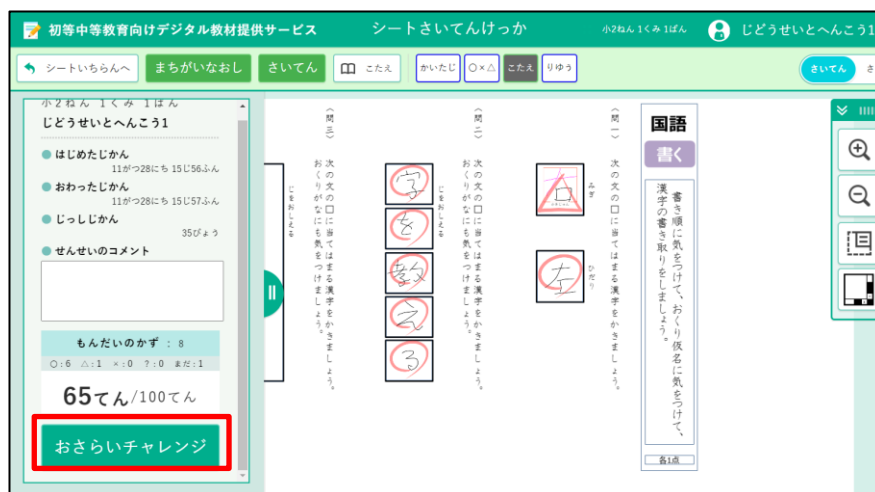 初等中等教育向けデジタル教材提供サービス
シートさいてんけっか
小2ねん 1くみ 1ばん
じどうせいとへんこう1
シートいちらんへ
まちがいなおし
さいてん
こたえ
かいたじ
○×△
こたえ
りゆう
さいてん
小2ねん 1くみ 1ばん
じどうせいとへんこう1
はじめたじかん
11がつ28にち 15じ56ふん
おわったじかん
11がつ28にち 15じ57ふん
じっしじかん
35びょう
せんせいのコメント
もんだいのかず : 8
○:6 △:1 ×:0 ?:0 まだ:1
65てん/100てん
おさらいチャレンジ
国語
書く
書き順に気をつけて、おくり仮名に気をつけて、
漢字の書き取りをしましょう。
各1点
〈問一〉 次の文の□に当てはまる漢字をかきましょう。
みぎ
右
ひだり
左
〈問二〉 次の文の□に当てはまる漢字をかきましょう。
おくりがなにも気をつけましょう。
じをおしえる
字を教える
〈問三〉 次の文の□に当てはまる漢字をかきましょう。
おくりがなにも気をつけましょう。
じをおしえる